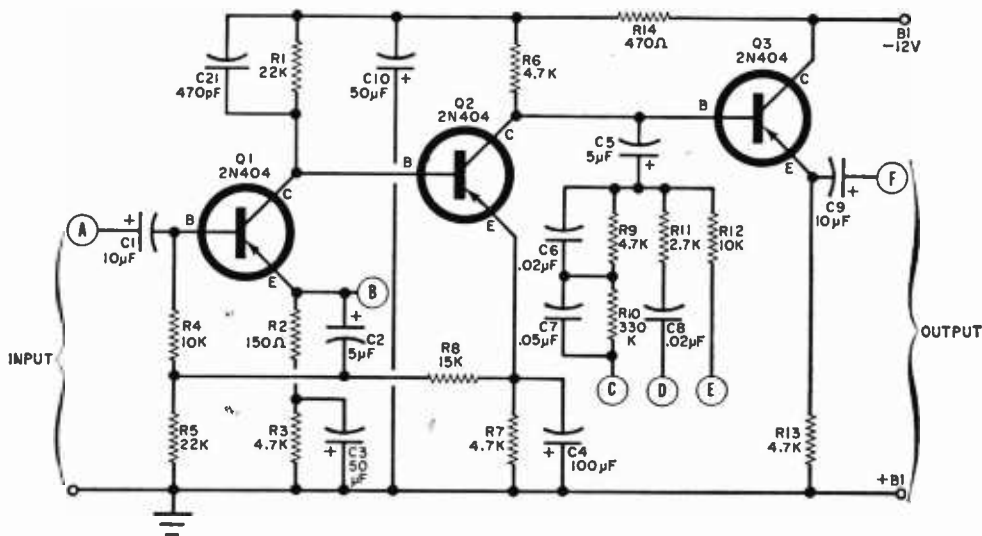 R14
470Ω
B1
−12V
C21
470pF
R1
22K
C10
50µF
+
R6
4.7K
Q3
2N404
B
C
E
Q2
2N404
B
C
E
C5
5µF
+
Q1
2N404
B
C
E
A
+
C1
10µF
B
R4
10K
R2
150Ω
+
C2
5µF
R8
15K
C6
.02µF
R9
4.7K
R11
2.7K
R12
10K
C7
.05µF
R10
330
K
C8
.02µF
C
D
E
C9
10µF
+
F
INPUT
OUTPUT
R5
22K
R3
4.7K
+
C3
50
µF
R7
4.7K
+
C4
100µF
R13
4.7K
+B1